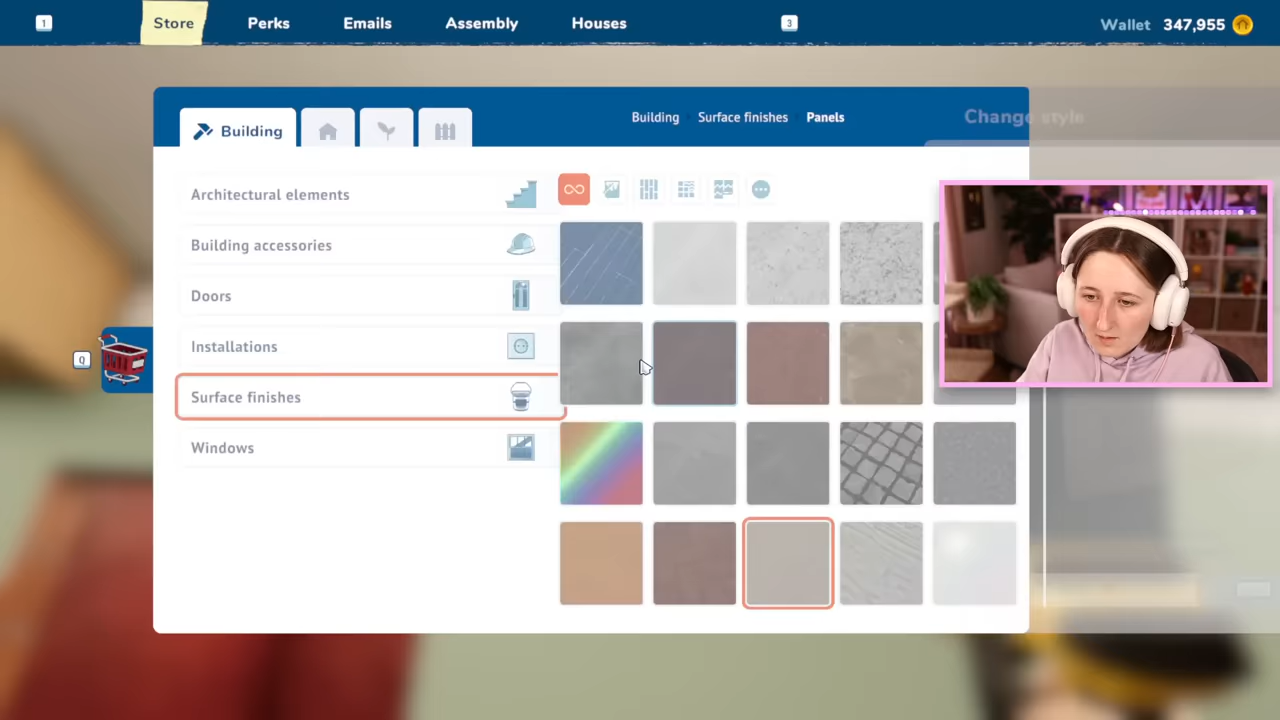 1
Store
Perks
Emails
Assembly
Houses
3
Wallet 347,955
Building
Building
Surface finishes
Panels
Change style
Architectural elements
Building accessories
Doors
Installations
Q
Surface finishes
Windows